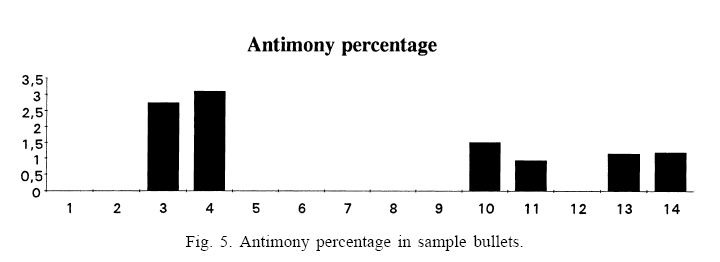 Antimony percentage
3,5
3
2,5
2
1,5
1
0,5
0
1 2 3 4 5 6 7 8 9 10 11 12 13 14
Fig. 5. Antimony percentage in sample bullets.